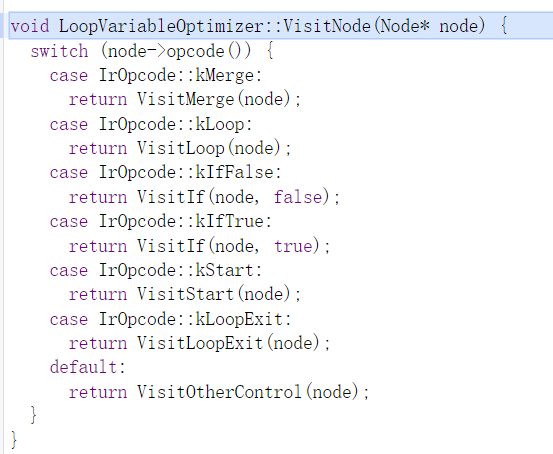 void LoopVariableOptimizer::VisitNode(Node* node) {
  switch (node->opcode()) {
    case IrOpcode::kMerge:
      return VisitMerge(node);
    case IrOpcode::kLoop:
      return VisitLoop(node);
    case IrOpcode::kIfFalse:
      return VisitIf(node, false);
    case IrOpcode::kIfTrue:
      return VisitIf(node, true);
    case IrOpcode::kStart:
      return VisitStart(node);
    case IrOpcode::kLoopExit:
      return VisitLoopExit(node);
    default:
      return VisitOtherControl(node);
  }
}